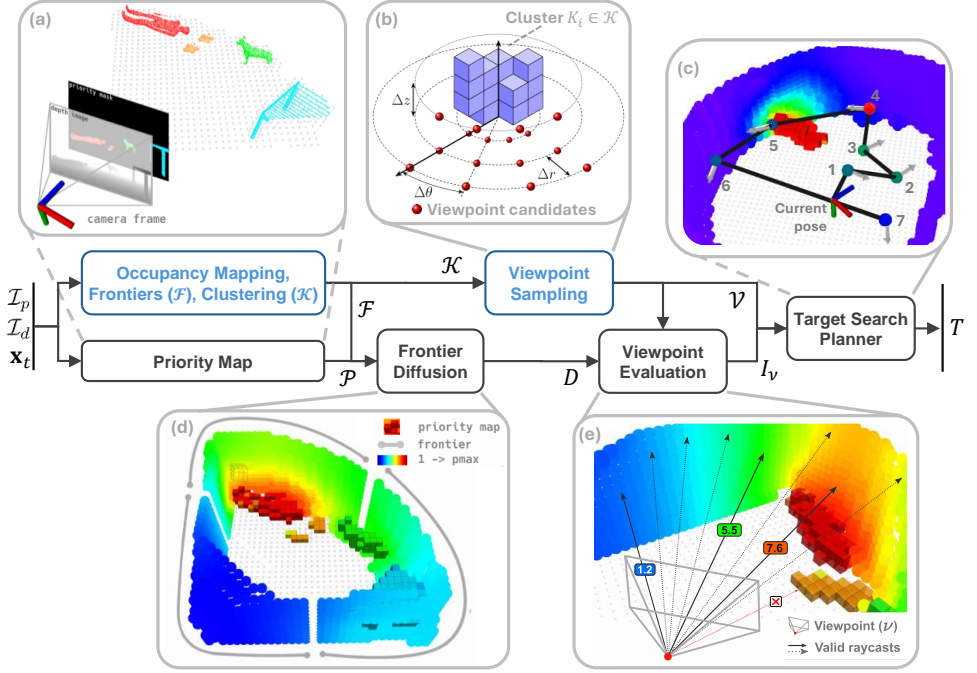 (a)
priority mask
depth image
camera frame
(b)
Cluster K_i ∈ 𝒦
Δz
Δθ
Δr
Viewpoint candidates
(c)
4
5
3
1
2
6
Current
pose
7
ℐ_p
ℐ_d
𝐱_t
Occupancy Mapping,
Frontiers (ℱ), Clustering (𝒦)
Priority Map
ℱ
𝒫
𝒦
Viewpoint
Sampling
Frontier
Diffusion
D
Viewpoint
Evaluation
𝒱
I_ν
Target Search
Planner
T
(d)
priority map
frontier
1 -> pmax
(e)
5.5
7.6
1.2
Viewpoint (ν)
Valid raycasts